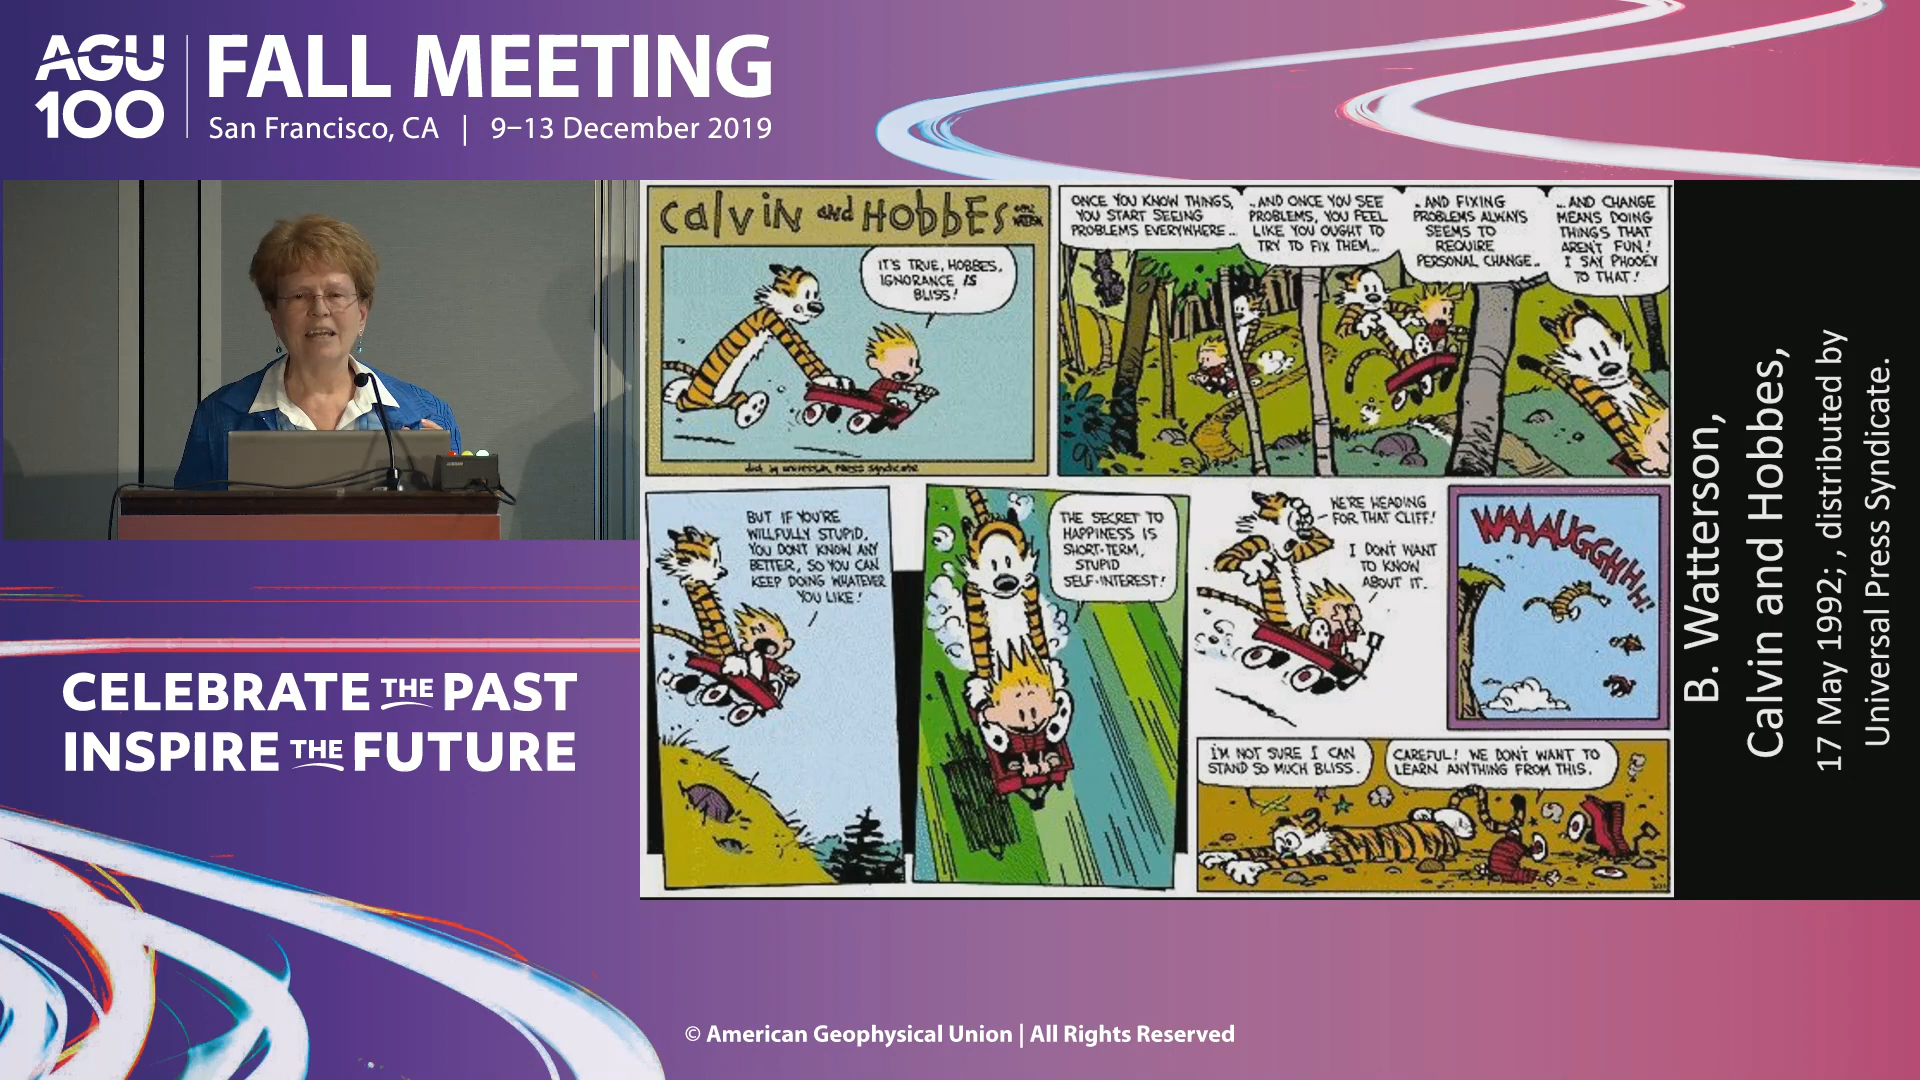 AGU
100
FALL MEETING
San Francisco, CA | 9–13 December 2019
Calvin and Hobbes
IT'S TRUE, HOBBES,
IGNORANCE IS
BLISS!
dist. by Universal Press Syndicate
ONCE YOU KNOW THINGS,
YOU START SEEING
PROBLEMS EVERYWHERE...
..AND ONCE YOU SEE
PROBLEMS, YOU FEEL
LIKE YOU OUGHT TO
TRY TO FIX THEM...
..AND FIXING
PROBLEMS ALWAYS
SEEMS TO
REQUIRE
PERSONAL CHANGE..
...AND CHANGE
MEANS DOING
THINGS THAT
AREN'T FUN!
I SAY PHOOEY
TO THAT!
BUT IF YOU'RE
WILLFULLY STUPID,
YOU DON'T KNOW ANY
BETTER, SO YOU CAN
KEEP DOING WHATEVER
YOU LIKE!
THE SECRET TO
HAPPINESS IS
SHORT-TERM,
STUPID
SELF-INTEREST!
WE'RE HEADING
FOR THAT CLIFF!
I DON'T WANT
TO KNOW
ABOUT IT.
WAAAUGGHHH!
I'M NOT SURE I CAN
STAND SO MUCH BLISS.
CAREFUL! WE DON'T WANT TO
LEARN ANYTHING FROM THIS.
B. Watterson,
Calvin and Hobbes,
17 May 1992; , distributed by
Universal Press Syndicate.
CELEBRATE THE PAST
INSPIRE THE FUTURE
© American Geophysical Union | All Rights Reserved